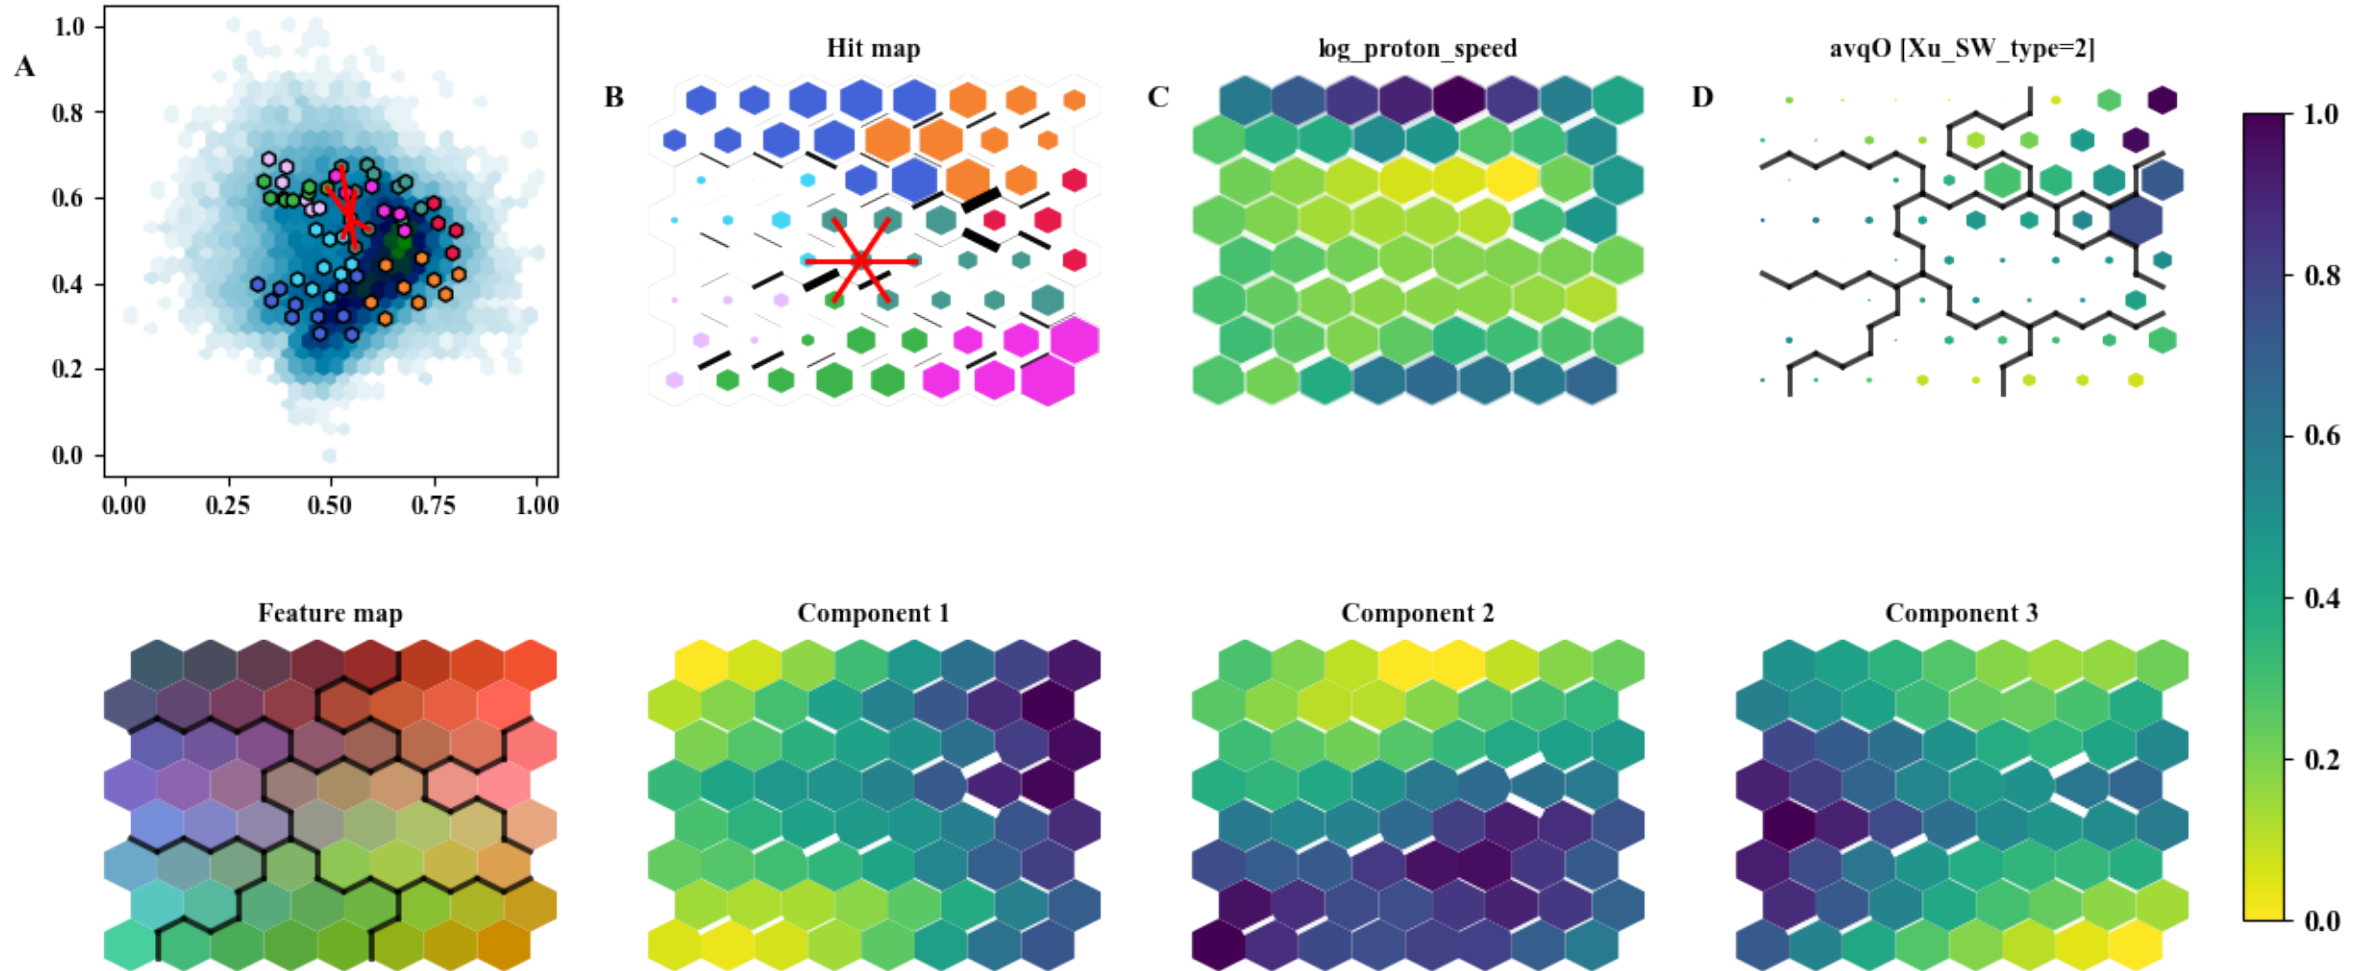 A
1.0
0.8
0.6
0.4
0.2
0.0
0.00 0.25 0.50 0.75 1.00
B
Hit map
C
log_proton_speed
D
avqO [Xu_SW_type=2]
1.0
0.8
0.6
0.4
0.2
0.0
Feature map
Component 1
Component 2
Component 3